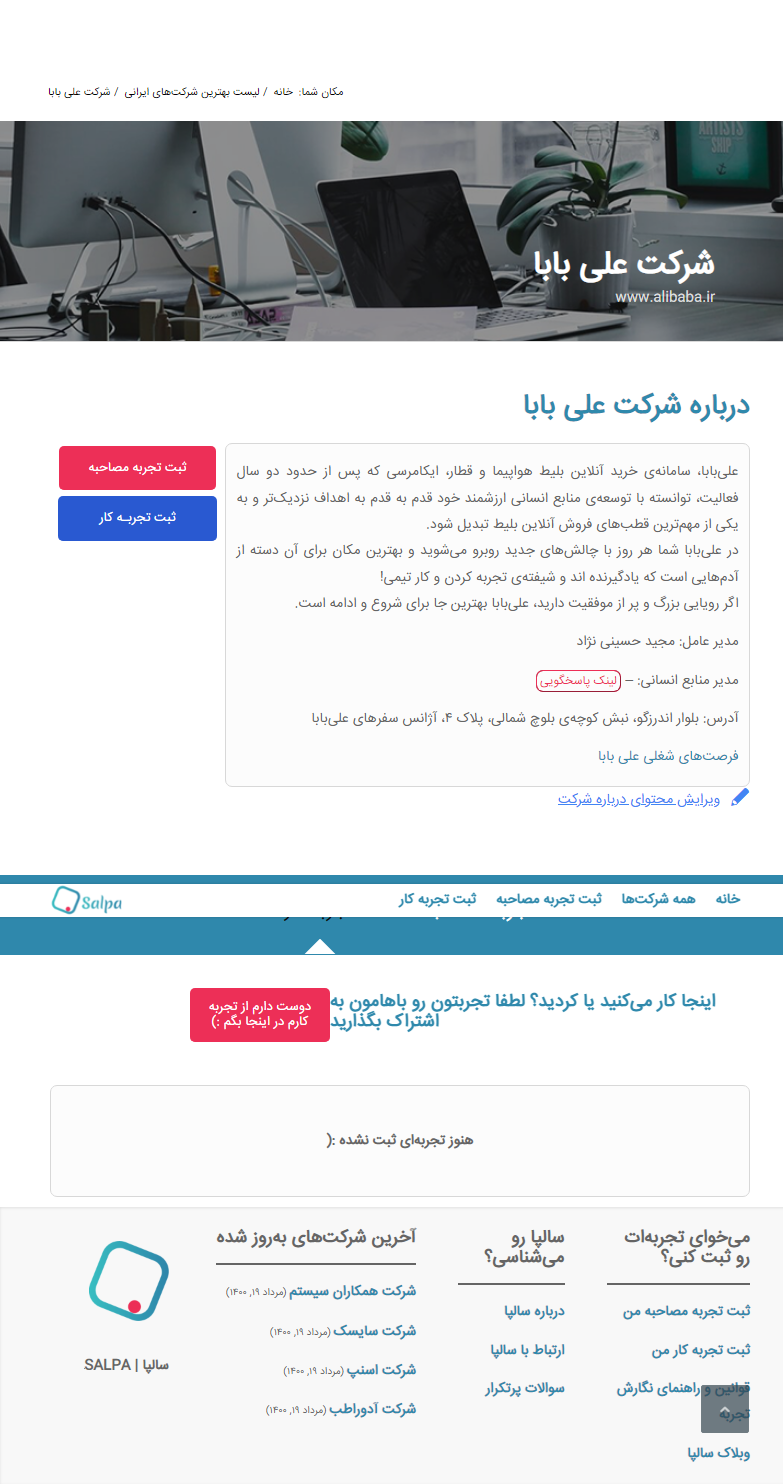 مکان شما: خانه / لیست بهترین شرکت‌های ایرانی / شرکت علی بابا
ARTISTS
SHIP
شرکت علی بابا
www.alibaba.ir
درباره شرکت علی بابا
ثبت تجربه مصاحبه
ثبت تجربـه کار
علی‌بابا، سامانه‌ی خرید آنلاین بلیط هواپیما و قطار، ایکامرسی که پس از حدود دو سال
فعالیت، توانسته با توسعه‌ی منابع انسانی ارزشمند خود قدم به قدم به اهداف نزدیک‌تر و به
یکی از مهم‌ترین قطب‌های فروش آنلاین بلیط تبدیل شود.
در علی‌بابا شما هر روز با چالش‌های جدید روبرو می‌شوید و بهترین مکان برای آن دسته از
آدم‌هایی است که یادگیرنده اند و شیفته‌ی تجربه کردن و کار تیمی!
اگر رویایی بزرگ و پر از موفقیت دارید، علی‌بابا بهترین جا برای شروع و ادامه است.
مدیر عامل: مجید حسینی نژاد
مدیر منابع انسانی: – لینک پاسخگویی
آدرس: بلوار اندرزگو، نبش کوچه‌ی بلوچ شمالی، پلاک ۴، آژانس سفرهای علی‌بابا
فرصت‌های شغلی علی بابا
ویرایش محتوای درباره شرکت
خانه همه شرکت‌ها ثبت تجربه مصاحبه ثبت تجربه کار
Salpa
اینجا کار می‌کنید یا کردید؟ لطفا تجربتون رو باهامون به
اشتراک بگذارید
دوست دارم از تجربه
کارم در اینجا بگم :)
هنوز تجربه‌ای ثبت نشده :(
می‌خوای تجربه‌ات
رو ثبت کنی؟
ثبت تجربه مصاحبه من
ثبت تجربه کار من
قوانین و راهنمای نگارش
تجربه
وبلاک سالپا
سالپا رو
می‌شناسی؟
درباره سالپا
ارتباط با سالپا
سوالات پرتکرار
آخرین شرکت‌های به‌روز شده
شرکت همکاران سیستم (مرداد ۱۹, ۱۴۰۰)
شرکت سایسک (مرداد ۱۹, ۱۴۰۰)
شرکت اسنپ (مرداد ۱۹, ۱۴۰۰)
شرکت آدوراطب (مرداد ۱۹, ۱۴۰۰)
سالپا | SALPA